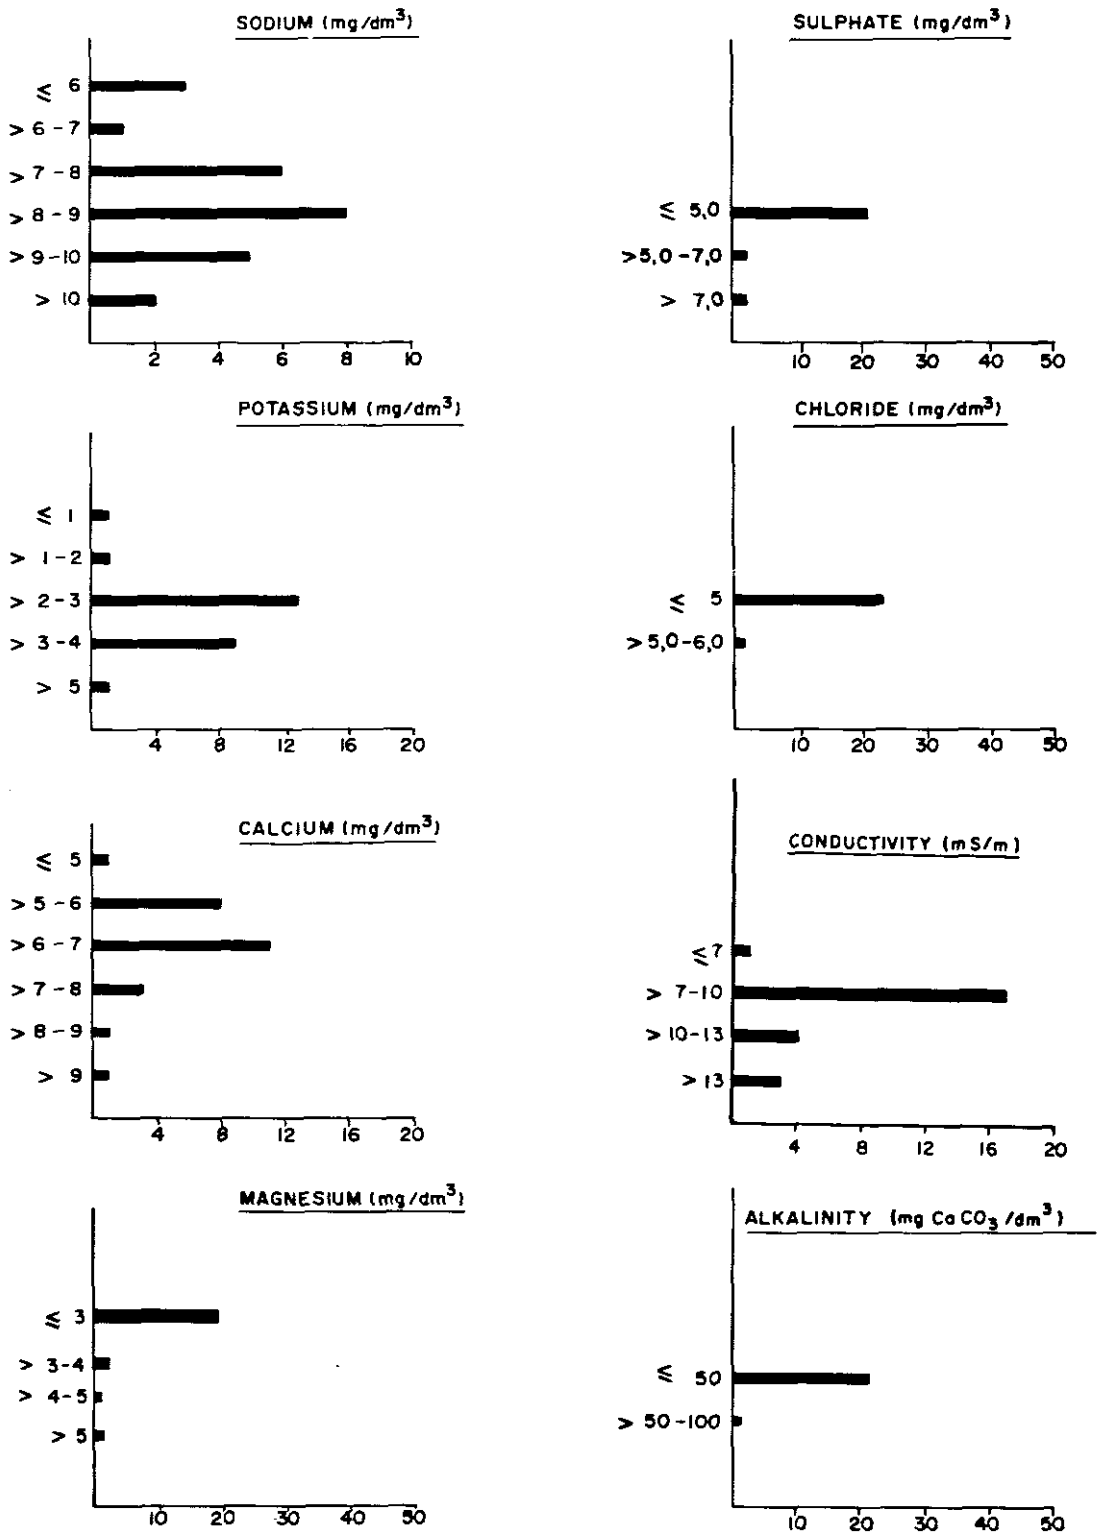 SODIUM (mg/dm³)
≤ 6
> 6 - 7
> 7 - 8
> 8 - 9
> 9 - 10
> 10
2 4 6 8 10
POTASSIUM (mg/dm³)
≤ 1
> 1 - 2
> 2 - 3
> 3 - 4
> 5
4 8 12 16 20
CALCIUM (mg/dm³)
≤ 5
> 5 - 6
> 6 - 7
> 7 - 8
> 8 - 9
> 9
4 8 12 16 20
MAGNESIUM (mg/dm³)
≤ 3
> 3-4
> 4-5
> 5
10 20 30 40 50
SULPHATE (mg/dm³)
≤ 5,0
> 5,0 - 7,0
> 7,0
10 20 30 40 50
CHLORIDE (mg/dm³)
≤ 5
> 5,0-6,0
10 20 30 40 50
CONDUCTIVITY (mS/m)
≤ 7
> 7-10
> 10-13
> 13
4 8 12 16 20
ALKALINITY (mg CaCO₃/dm³)
≤ 50
> 50-100
10 20 30 40 50